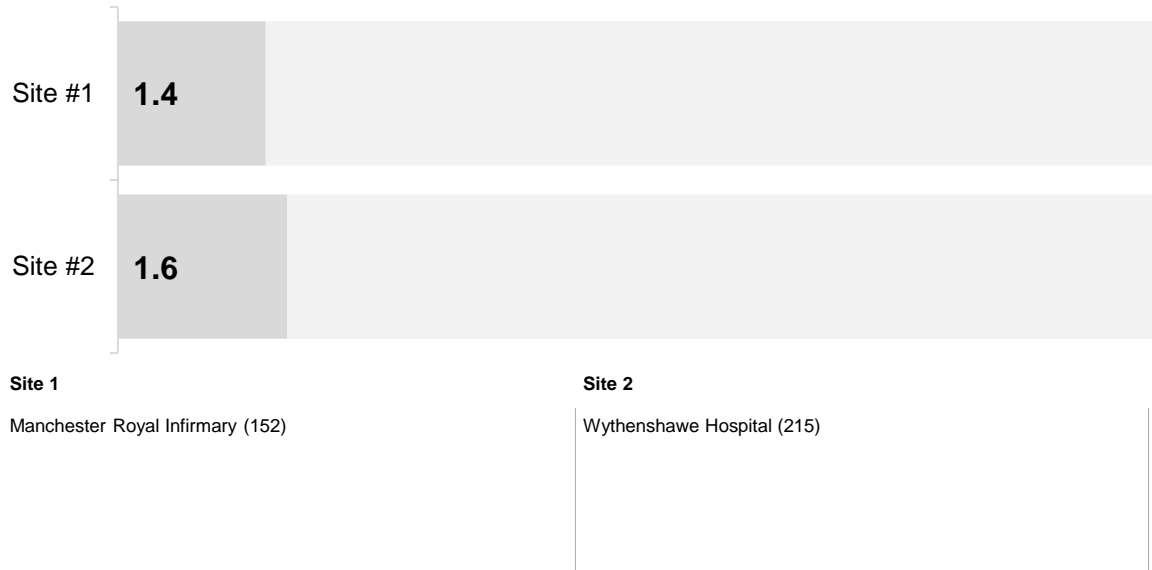 Site #1
1.4
Site #2
1.6
Site 1
Site 2
Manchester Royal Infirmary (152)
Wythenshawe Hospital (215)